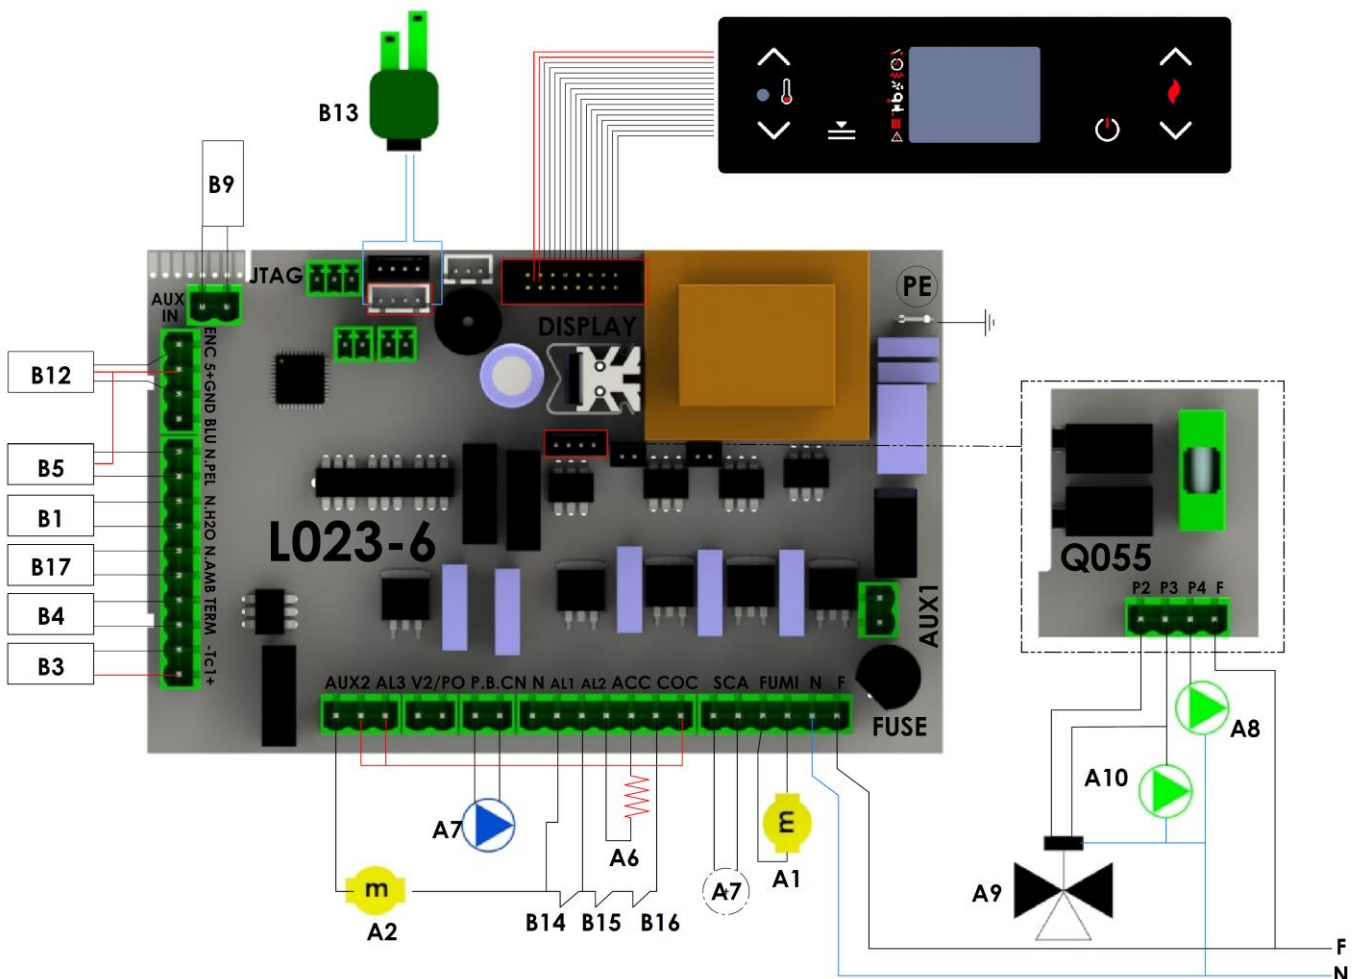 B13
B9
JTAG
AUX
IN
PE
DISPLAY
ENC 5+GND BLU N.PEL N.H2O N.AMB TERM -Tc1+
B12
B5
B1
B17
B4
B3
L023-6
Q055
P2 P3 P4 F
AUX1
FUSE
AUX2 AL3 V2/PO P.B.CN N AL1 AL2 ACC COC SCA FUMI N F
A8
A10
A7
m
A6
m
A1
A7
A9
m
A2
B14
B15
B16
F
N